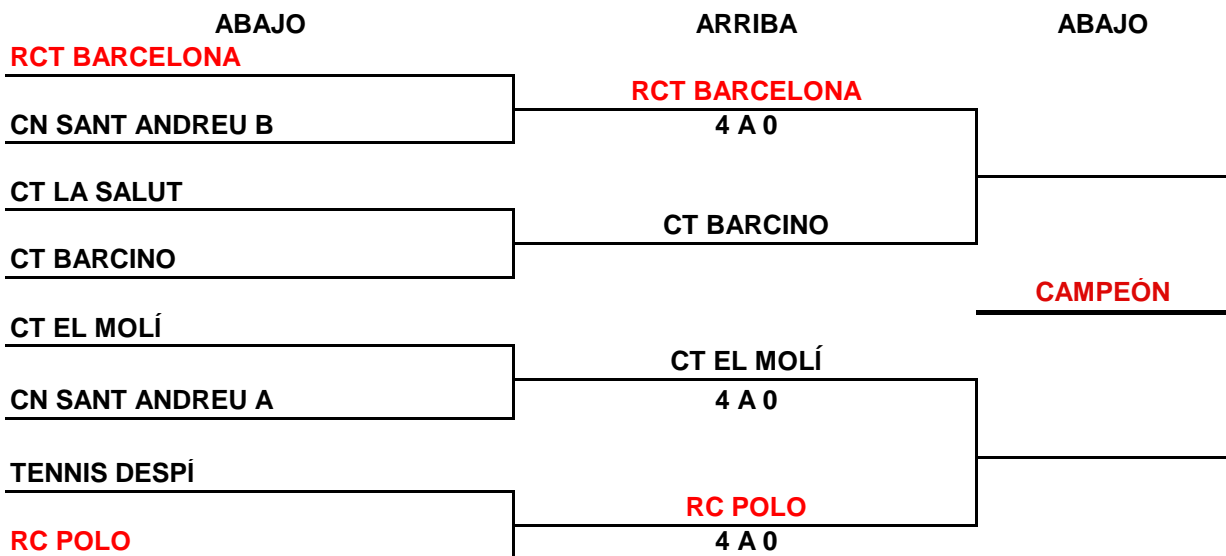 ABAJO ARRIBA ABAJO
RCT BARCELONA
RCT BARCELONA
CN SANT ANDREU B 4 A 0
CT LA SALUT
CT BARCINO
CT BARCINO
CAMPEÓN
CT EL MOLÍ
CT EL MOLÍ
CN SANT ANDREU A 4 A 0
TENNIS DESPÍ
RC POLO
RC POLO 4 A 0